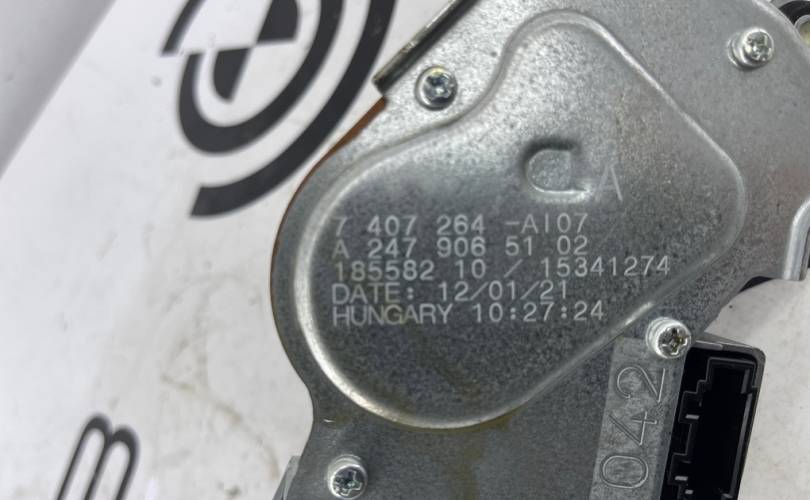 A
7 407 264 -AI07
A 247 906 51 02
185582 10 / 15341274
DATE: 12/01/21
HUNGARY 10:27:24
042